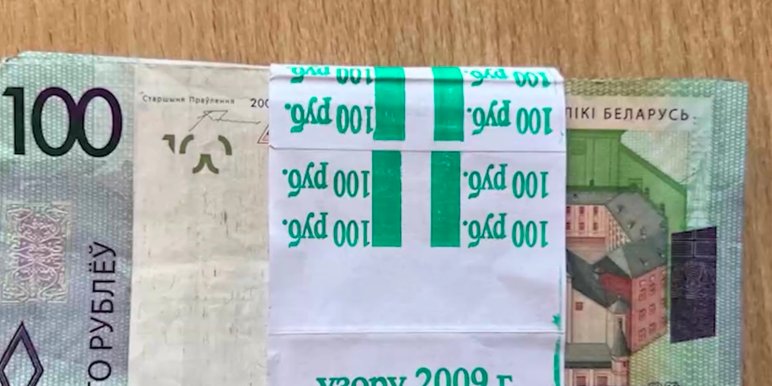 100
Старшыня Праўлення 200
ЛІКІ БЕЛАРУСЬ
ТО РУБЛЁЎ
100 руб. 100 руб.
100 руб. 100 руб.
100 руб. 100 руб.
100 руб. 100 руб.
узору 2009 г.